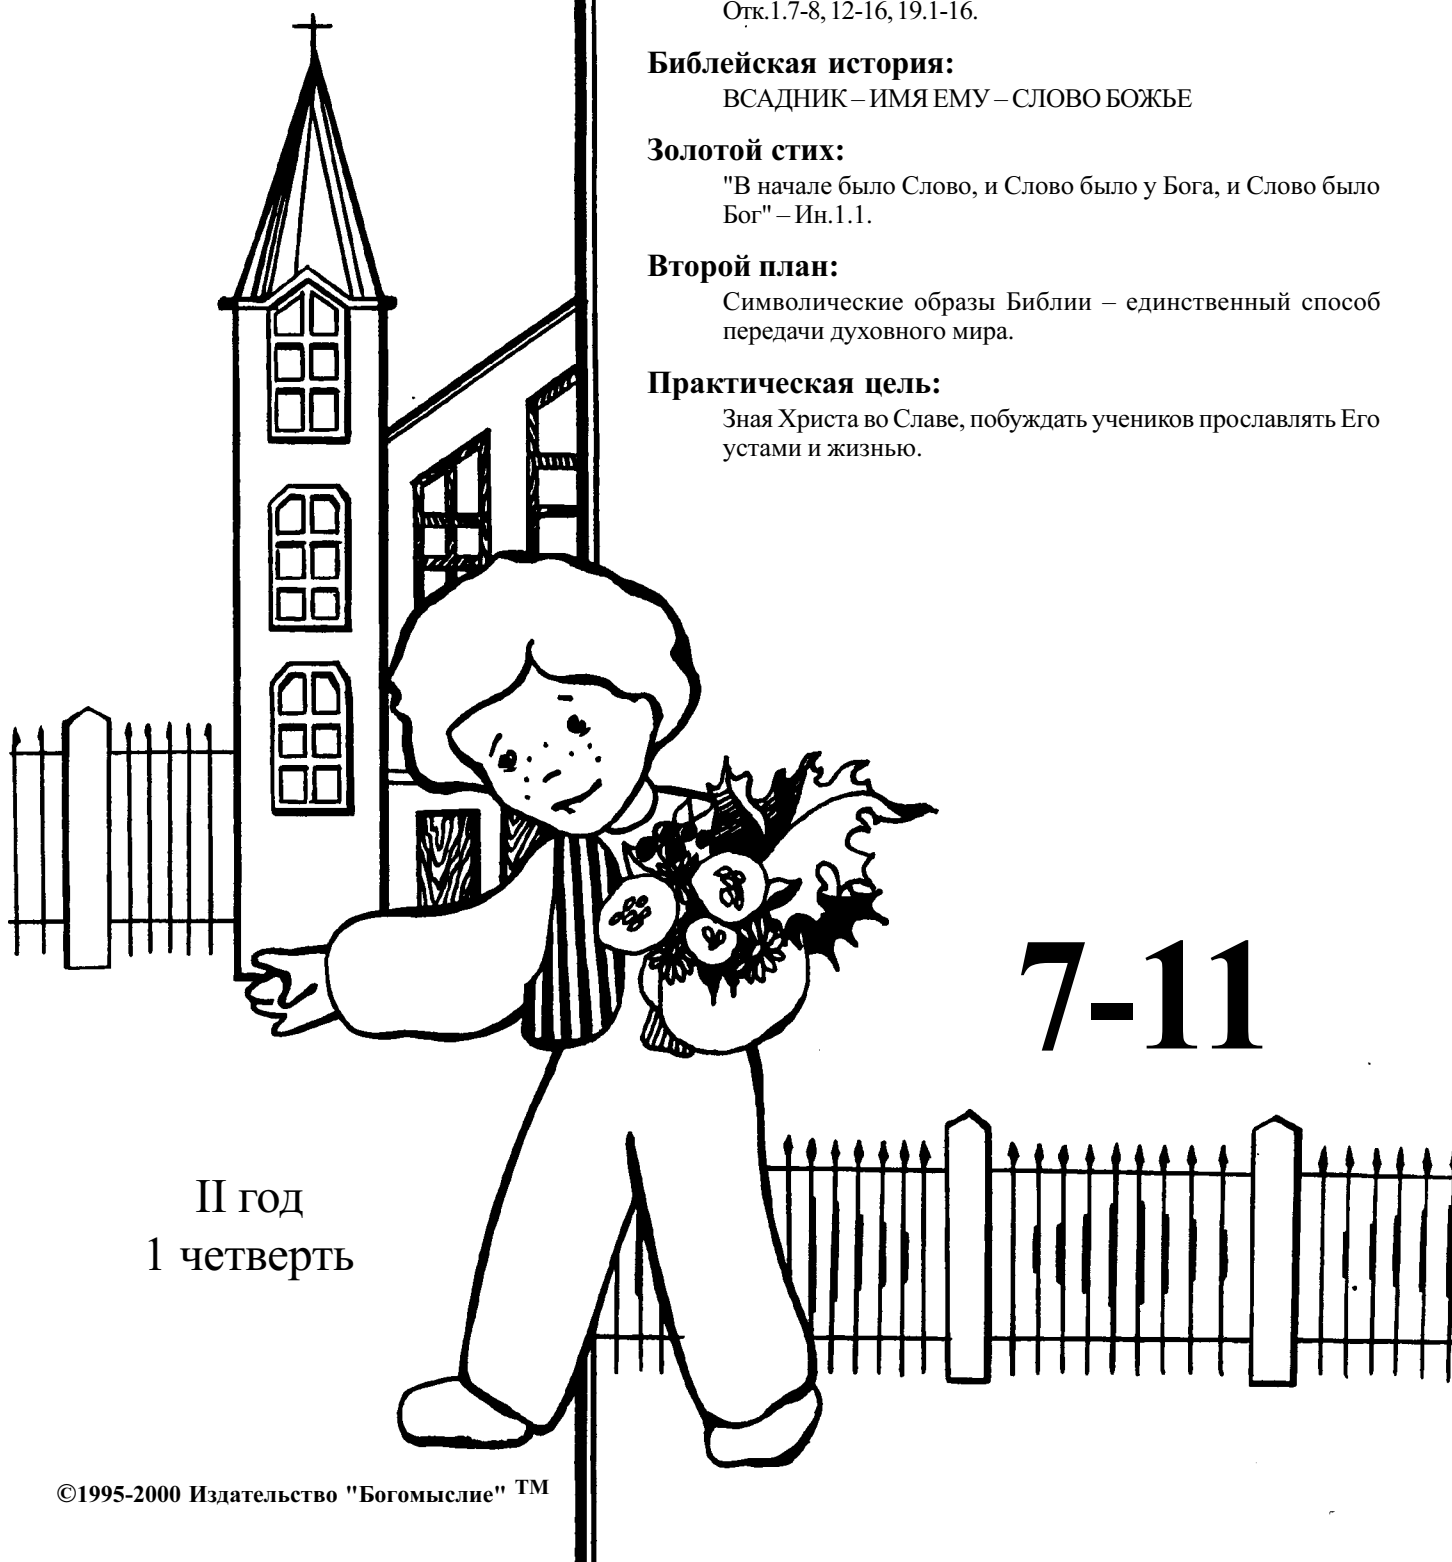 Отк.1.7-8, 12-16, 19.1-16.
Библейская история:
ВСАДНИК – ИМЯ ЕМУ – СЛОВО БОЖЬЕ
Золотой стих:
"В начале было Слово, и Слово было у Бога, и Слово было
Бог" – Ин.1.1.
Второй план:
Символические образы Библии – единственный способ
передачи духовного мира.
Практическая цель:
Зная Христа во Славе, побуждать учеников прославлять Его
устами и жизнью.
7-11
II год
1 четверть
©1995-2000 Издательство "Богомыслие" ТМ